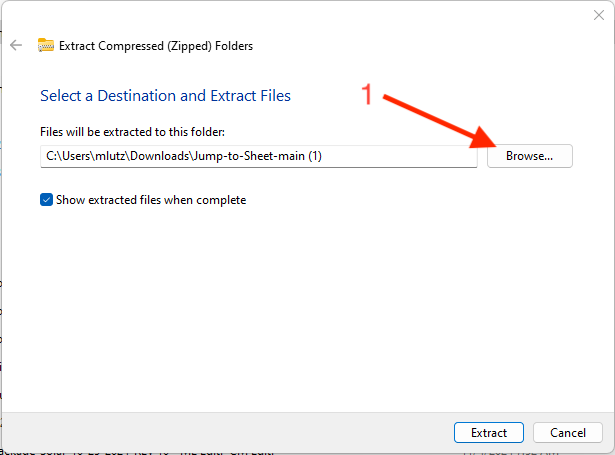 Extract Compressed (Zipped) Folders
Select a Destination and Extract Files
1
Files will be extracted to this folder:
C:\Users\mlutz\Downloads\Jump-to-Sheet-main (1)
Browse...
Show extracted files when complete
Extract
Cancel